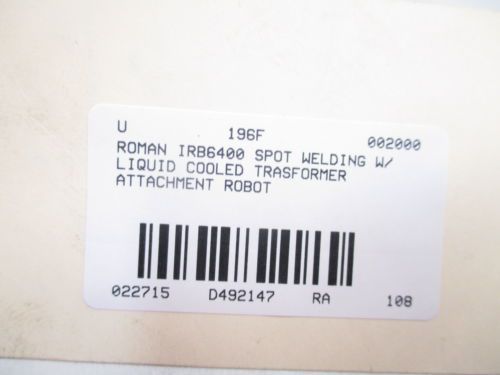 U 196F 002000
ROMAN IRB6400 SPOT WELDING W/
LIQUID COOLED TRASFORMER
ATTACHMENT ROBOT
022715 D492147 RA 108